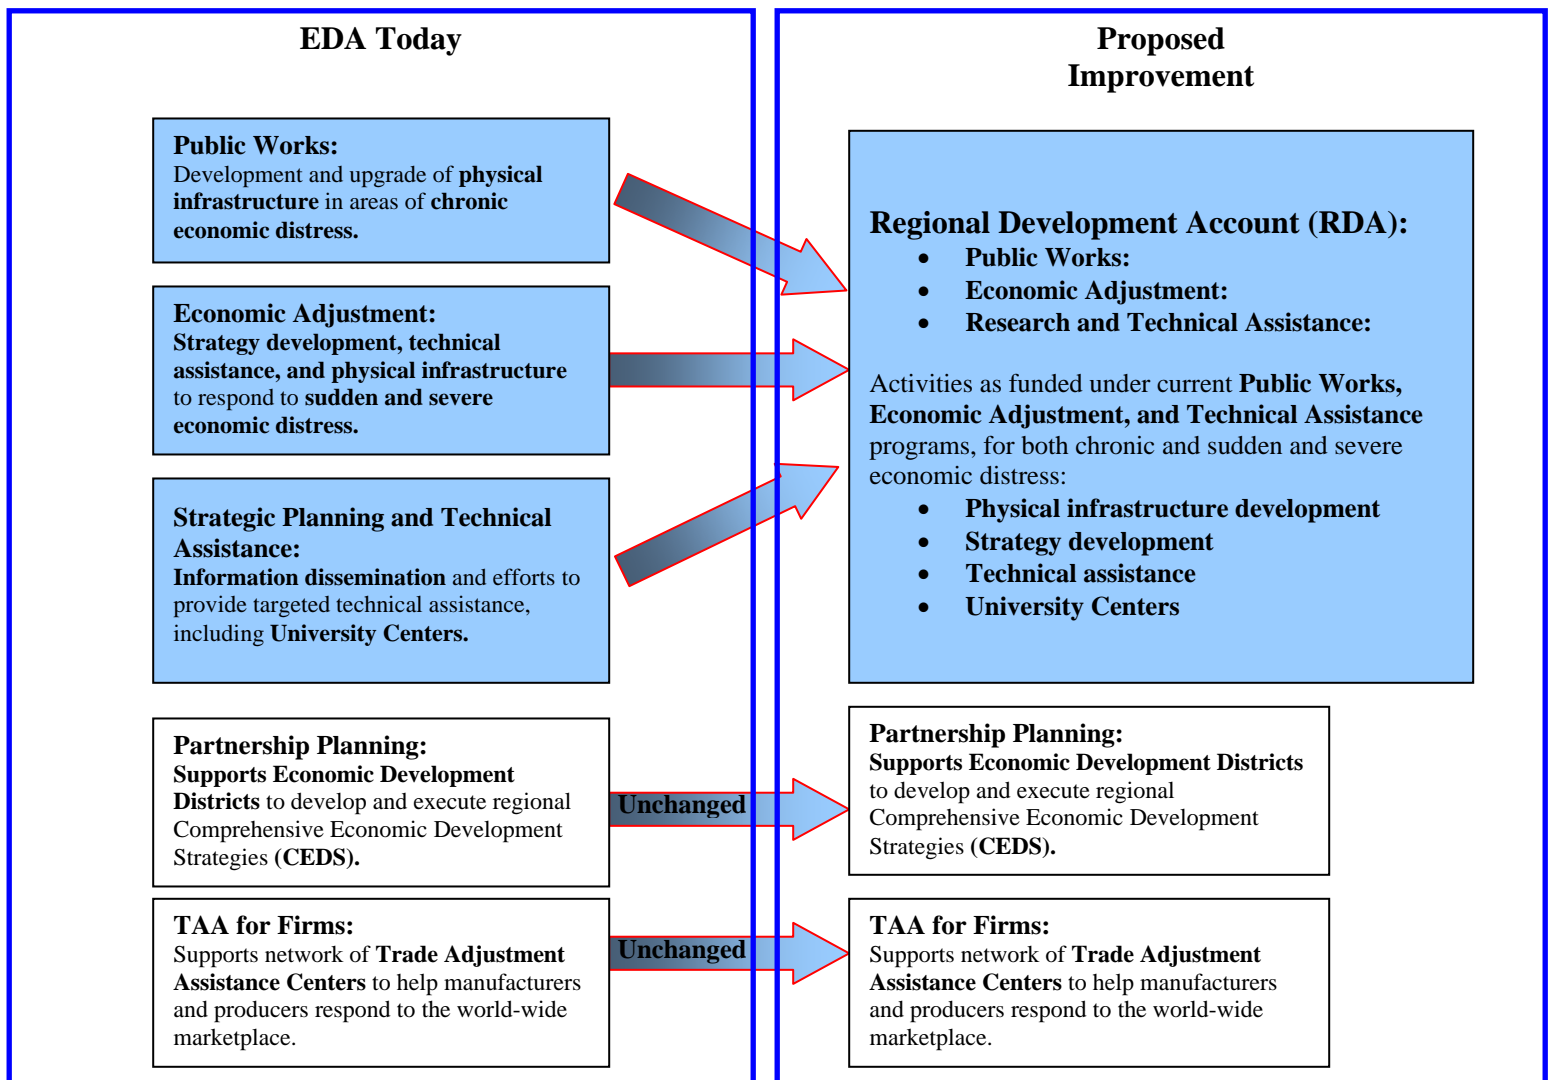 EDA Today
Public Works:
Development and upgrade of physical
infrastructure in areas of chronic
economic distress.
Economic Adjustment:
Strategy development, technical
assistance, and physical infrastructure
to respond to sudden and severe
economic distress.
Strategic Planning and Technical
Assistance:
Information dissemination and efforts to
provide targeted technical assistance,
including University Centers.
Partnership Planning:
Supports Economic Development
Districts to develop and execute regional
Comprehensive Economic Development
Strategies (CEDS).
TAA for Firms:
Supports network of Trade Adjustment
Assistance Centers to help manufacturers
and producers respond to the world-wide
marketplace.
Unchanged
Unchanged
Proposed
Improvement
Regional Development Account (RDA):
• Public Works:
• Economic Adjustment:
• Research and Technical Assistance:
Activities as funded under current Public Works,
Economic Adjustment, and Technical Assistance
programs, for both chronic and sudden and severe
economic distress:
• Physical infrastructure development
• Strategy development
• Technical assistance
• University Centers
Partnership Planning:
Supports Economic Development Districts
to develop and execute regional
Comprehensive Economic Development
Strategies (CEDS).
TAA for Firms:
Supports network of Trade Adjustment
Assistance Centers to help manufacturers
and producers respond to the world-wide
marketplace.